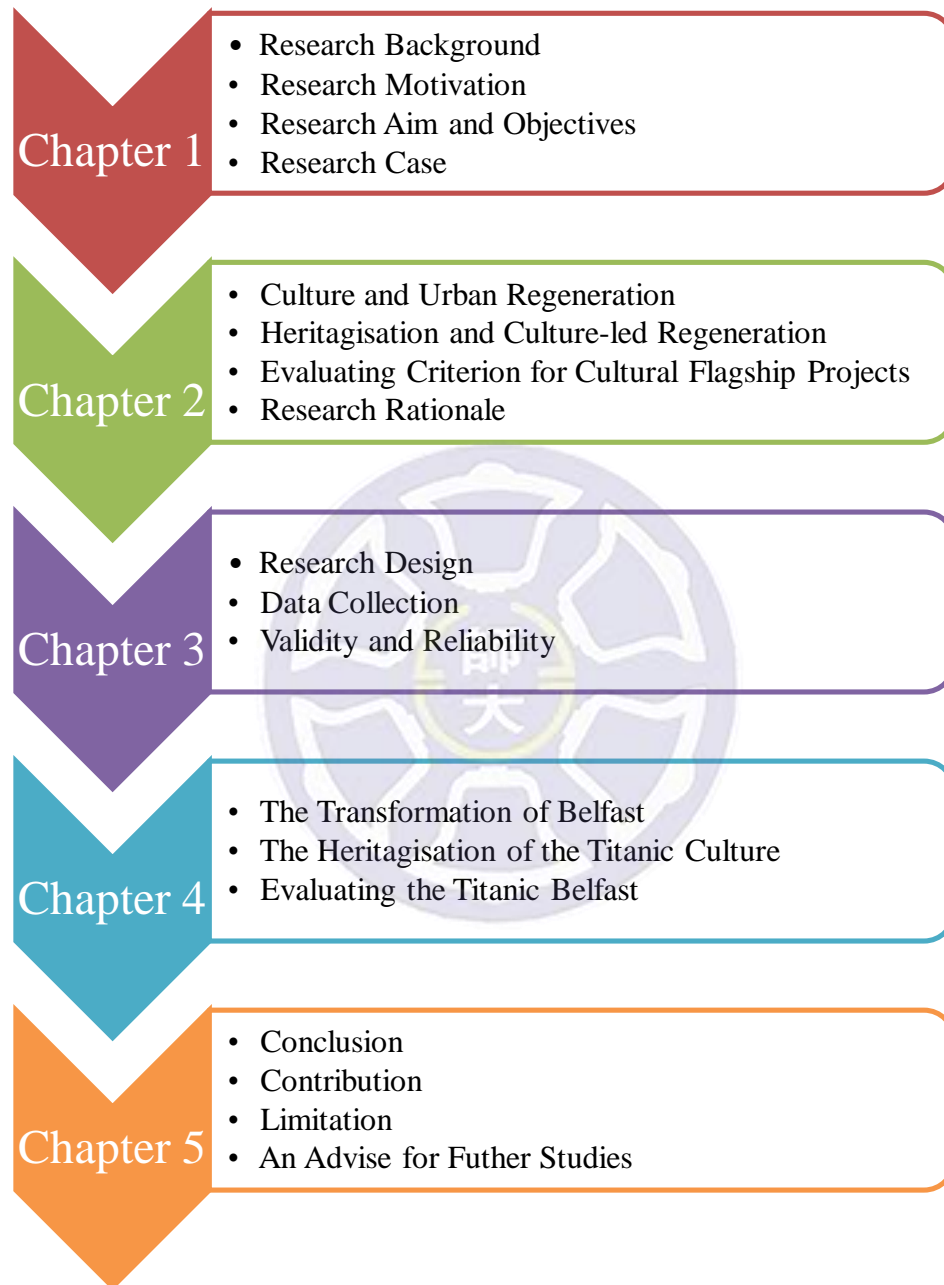 Chapter 1
• Research Background
• Research Motivation
• Research Aim and Objectives
• Research Case
Chapter 2
• Culture and Urban Regeneration
• Heritagisation and Culture-led Regeneration
• Evaluating Criterion for Cultural Flagship Projects
• Research Rationale
Chapter 3
• Research Design
• Data Collection
• Validity and Reliability
師
大
Chapter 4
• The Transformation of Belfast
• The Heritagisation of the Titanic Culture
• Evaluating the Titanic Belfast
Chapter 5
• Conclusion
• Contribution
• Limitation
• An Advise for Futher Studies